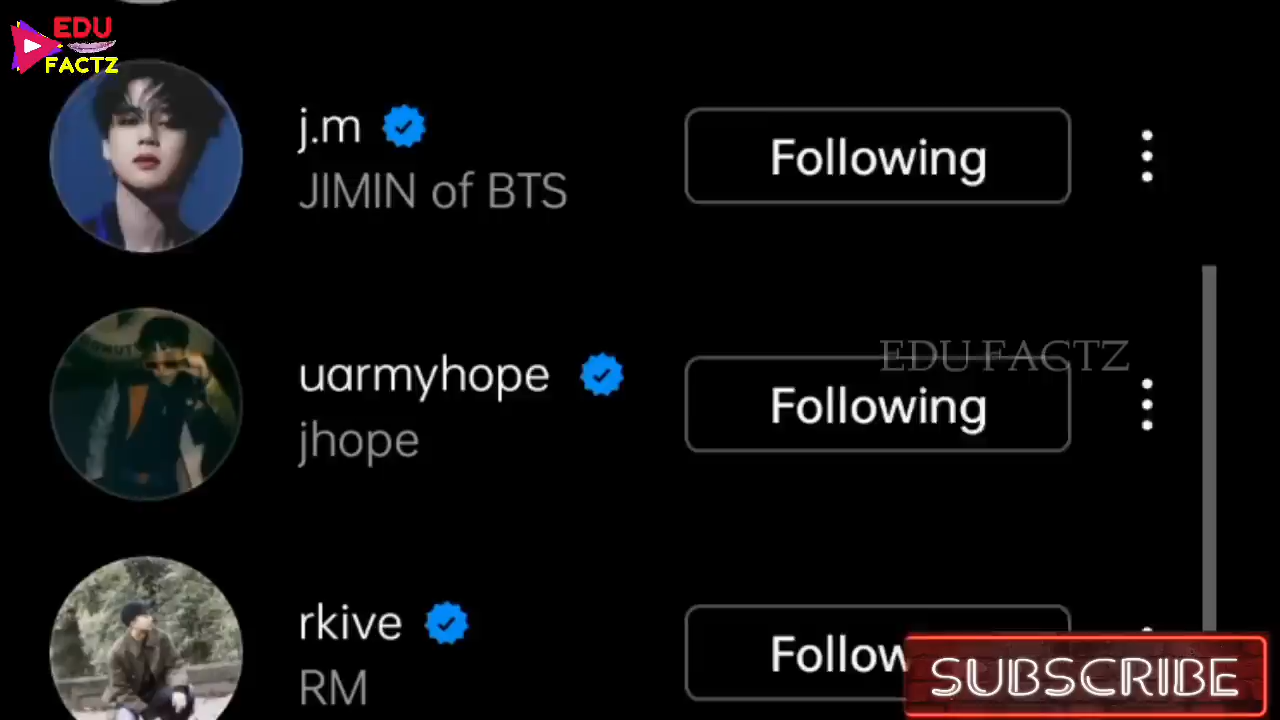 EDU
FACTZ
j.m
JIMIN of BTS
Following
uarmyhope
jhope
Following
EDU FACTZ
rkive
RM
Follow
SUBSCRIBE